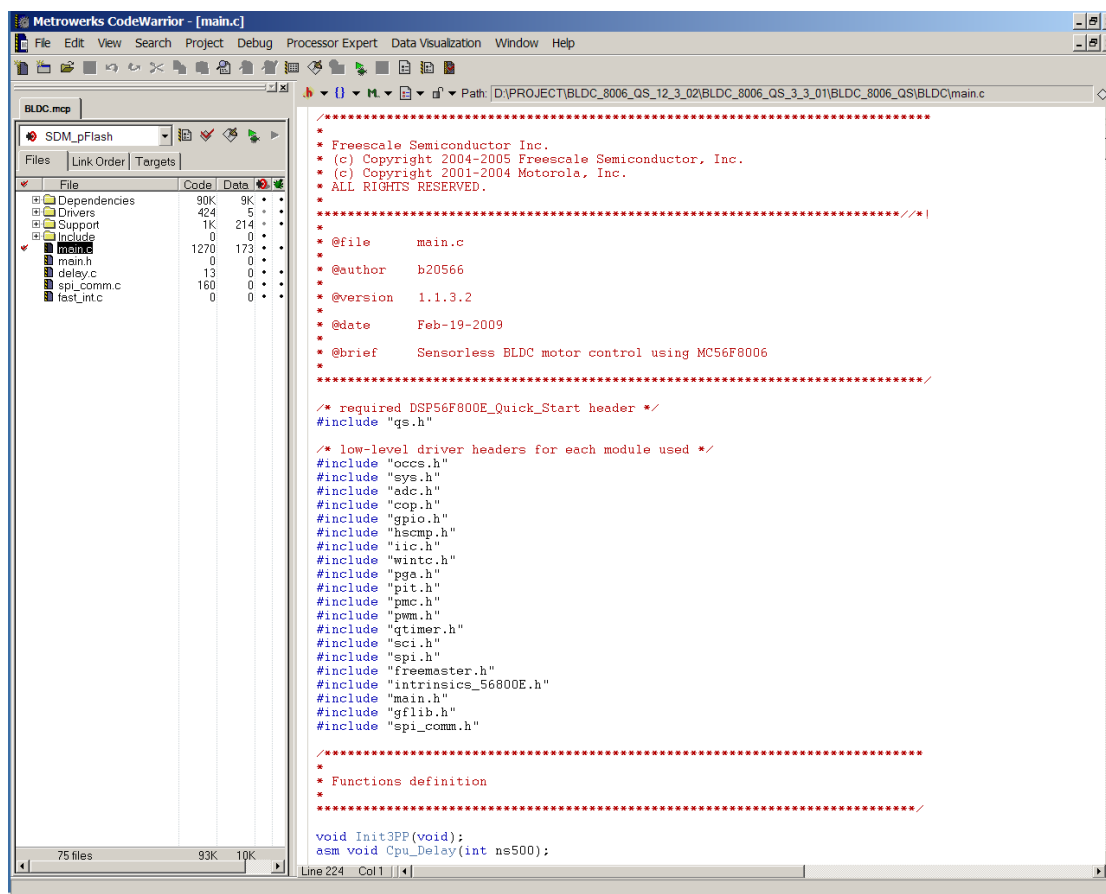 Metrowerks CodeWarrior - [main.c]
File Edit View Search Project Debug Processor Expert Data Visualization Window Help
Path: D:\PROJECT\BLDC_8006_QS_12_3_02\BLDC_8006_QS_3_3_01\BLDC_8006_QS\BLDC\main.c
BLDC.mcp
SDM_pFlash
Files Link Order Targets
File Code Data
Dependencies 90K 9K
Drivers 424 5
Support 1K 214
Include 0 0
main.c 1270 173
main.h 0 0
delay.c 13 0
spi_comm.c 160 0
fast_int.c 0 0
75 files 93K 10K
/******************************************************************************
*
* Freescale Semiconductor Inc.
* (c) Copyright 2004-2005 Freescale Semiconductor, Inc.
* (c) Copyright 2001-2004 Motorola, Inc.
* ALL RIGHTS RESERVED.
*
***************************************************************************//*!
*
* @file main.c
*
* @author b20566
*
* @version 1.1.3.2
*
* @date Feb-19-2009
*
* @brief Sensorless BLDC motor control using MC56F8006
*
******************************************************************************/
/* required DSP56F800E_Quick_Start header */
#include "qs.h"
/* low-level driver headers for each module used */
#include "occs.h"
#include "sys.h"
#include "adc.h"
#include "cop.h"
#include "gpio.h"
#include "hscmp.h"
#include "iic.h"
#include "wintc.h"
#include "pga.h"
#include "pit.h"
#include "pmc.h"
#include "pwm.h"
#include "qtimer.h"
#include "sci.h"
#include "spi.h"
#include "freemaster.h"
#include "intrinsics_56800E.h"
#include "main.h"
#include "gflib.h"
#include "spi_comm.h"
/*****************************************************************************
*
* Functions definition
*
*****************************************************************************/
void Init3PP(void);
asm void Cpu_Delay(int ns500);
Line 224 Col 1